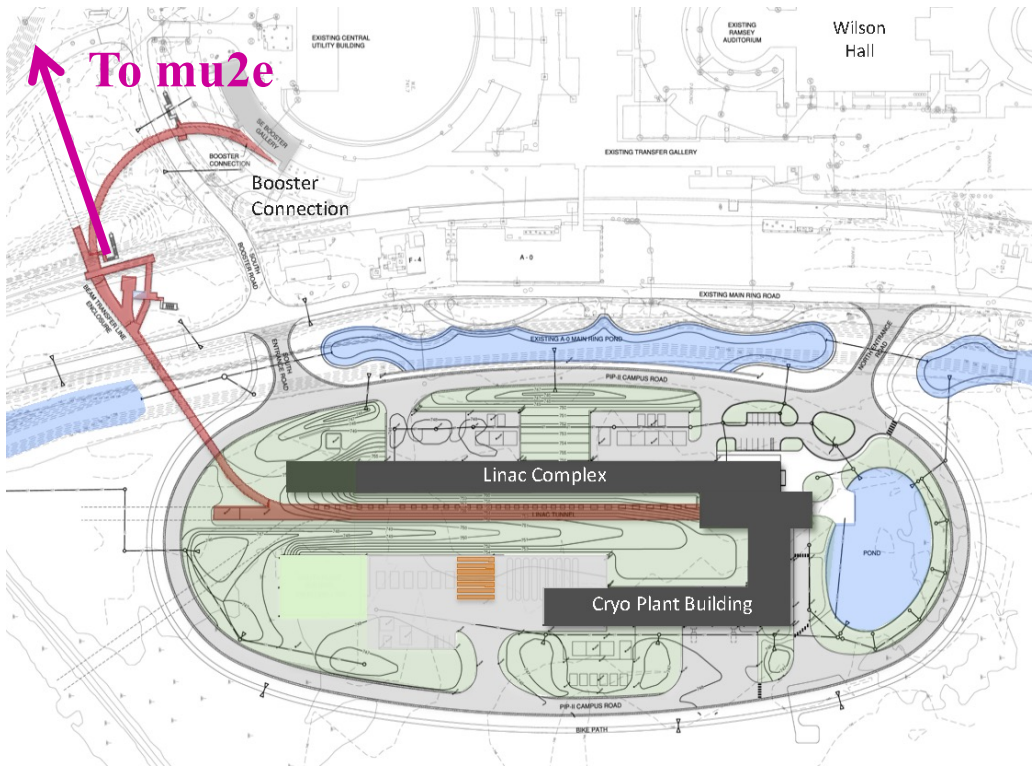 EXISTING CENTRAL
UTILITY BUILDING
EXISTING
RAMSEY
AUDITORIUM
Wilson
Hall
To mu2e
SE BOOSTER
GALLERY
BOOSTER
CONNECTION
EXISTING TRANSFER GALLERY
Booster
Connection
SOUTH
BOOSTER ROAD
F - 4
A - 0
BEAM TRANSFER LINE
ENCLOSURE
EXISTING MAIN RING ROAD
EXISTING A-0 MAIN RING POND
SOUTH
ENTRANCE ROAD
NORTH ENTRANCE
ROAD
PIP-II CAMPUS ROAD
Linac Complex
LINAC TUNNEL
POND
Cryo Plant Building
PIP-II CAMPUS ROAD
BIKE PATH